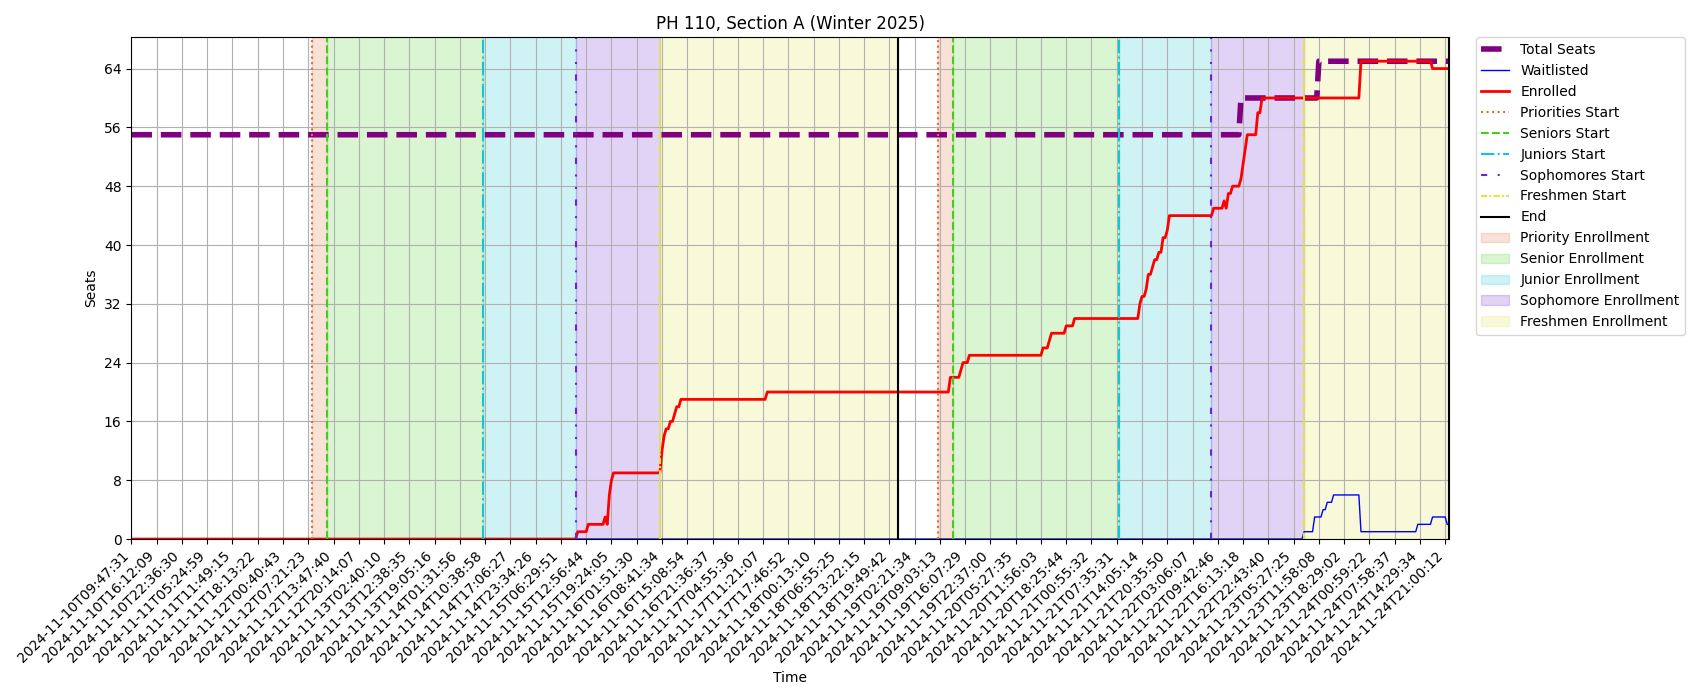 PH 110, Section A (Winter 2025)
Seats
64
56
48
40
32
24
16
8
0
2024-11-10T09:47:31
2024-11-10T16:12:09
2024-11-10T22:36:30
2024-11-11T05:24:59
2024-11-11T11:49:15
2024-11-11T18:13:22
2024-11-12T00:40:43
2024-11-12T07:21:23
2024-11-12T13:47:40
2024-11-12T20:14:07
2024-11-13T02:40:10
2024-11-13T12:38:35
2024-11-13T19:05:16
2024-11-14T01:31:56
2024-11-14T10:38:58
2024-11-14T17:06:27
2024-11-14T23:34:26
2024-11-15T06:29:51
2024-11-15T12:56:44
2024-11-15T19:24:05
2024-11-16T01:51:30
2024-11-16T08:41:34
2024-11-16T15:08:54
2024-11-16T21:36:37
2024-11-17T04:55:36
2024-11-17T11:21:07
2024-11-17T17:46:52
2024-11-18T00:13:10
2024-11-18T06:55:25
2024-11-18T13:22:15
2024-11-18T19:49:42
2024-11-19T02:21:34
2024-11-19T09:03:13
2024-11-19T16:07:29
2024-11-19T22:37:00
2024-11-20T05:27:35
2024-11-20T11:56:03
2024-11-20T18:25:44
2024-11-21T00:55:32
2024-11-21T07:35:31
2024-11-21T14:05:14
2024-11-21T20:35:50
2024-11-22T03:06:07
2024-11-22T09:42:46
2024-11-22T16:13:18
2024-11-22T22:43:40
2024-11-23T05:27:25
2024-11-23T11:58:08
2024-11-23T18:29:02
2024-11-24T00:59:22
2024-11-24T07:58:37
2024-11-24T14:29:34
2024-11-24T21:00:12
Time
Total Seats
Waitlisted
Enrolled
Priorities Start
Seniors Start
Juniors Start
Sophomores Start
Freshmen Start
End
Priority Enrollment
Senior Enrollment
Junior Enrollment
Sophomore Enrollment
Freshmen Enrollment